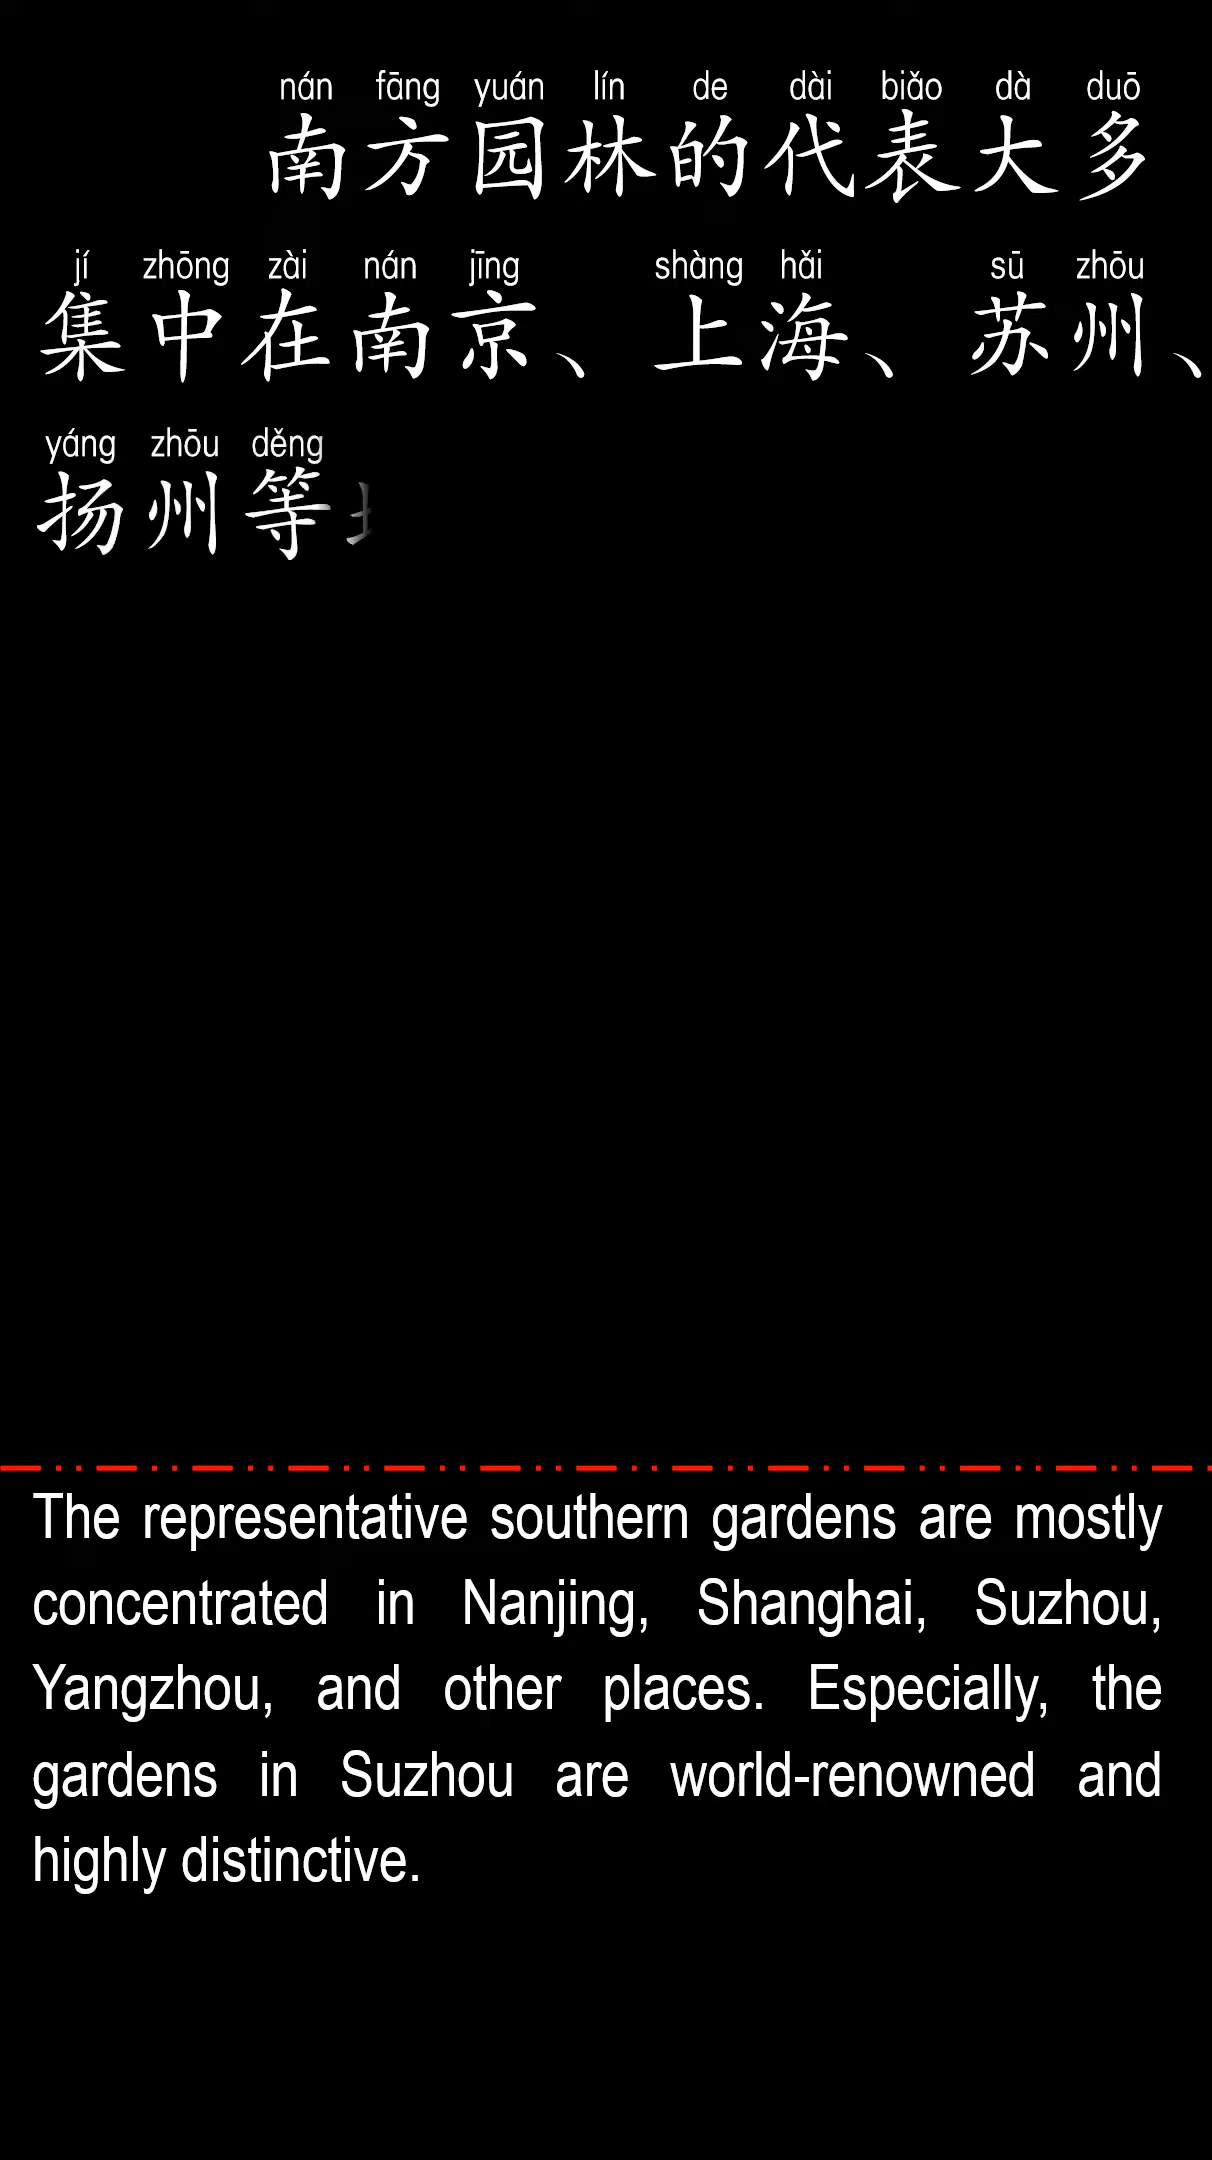 nán fāng yuán lín de dài biǎo dà duō
南方园林的代表大多
jí zhōng zài nán jīng shàng hǎi sū zhōu
集中在南京、上海、苏州、
yáng zhōu děng
扬州等
The representative southern gardens are mostly
concentrated in Nanjing, Shanghai, Suzhou,
Yangzhou, and other places. Especially, the
gardens in Suzhou are world-renowned and
highly distinctive.